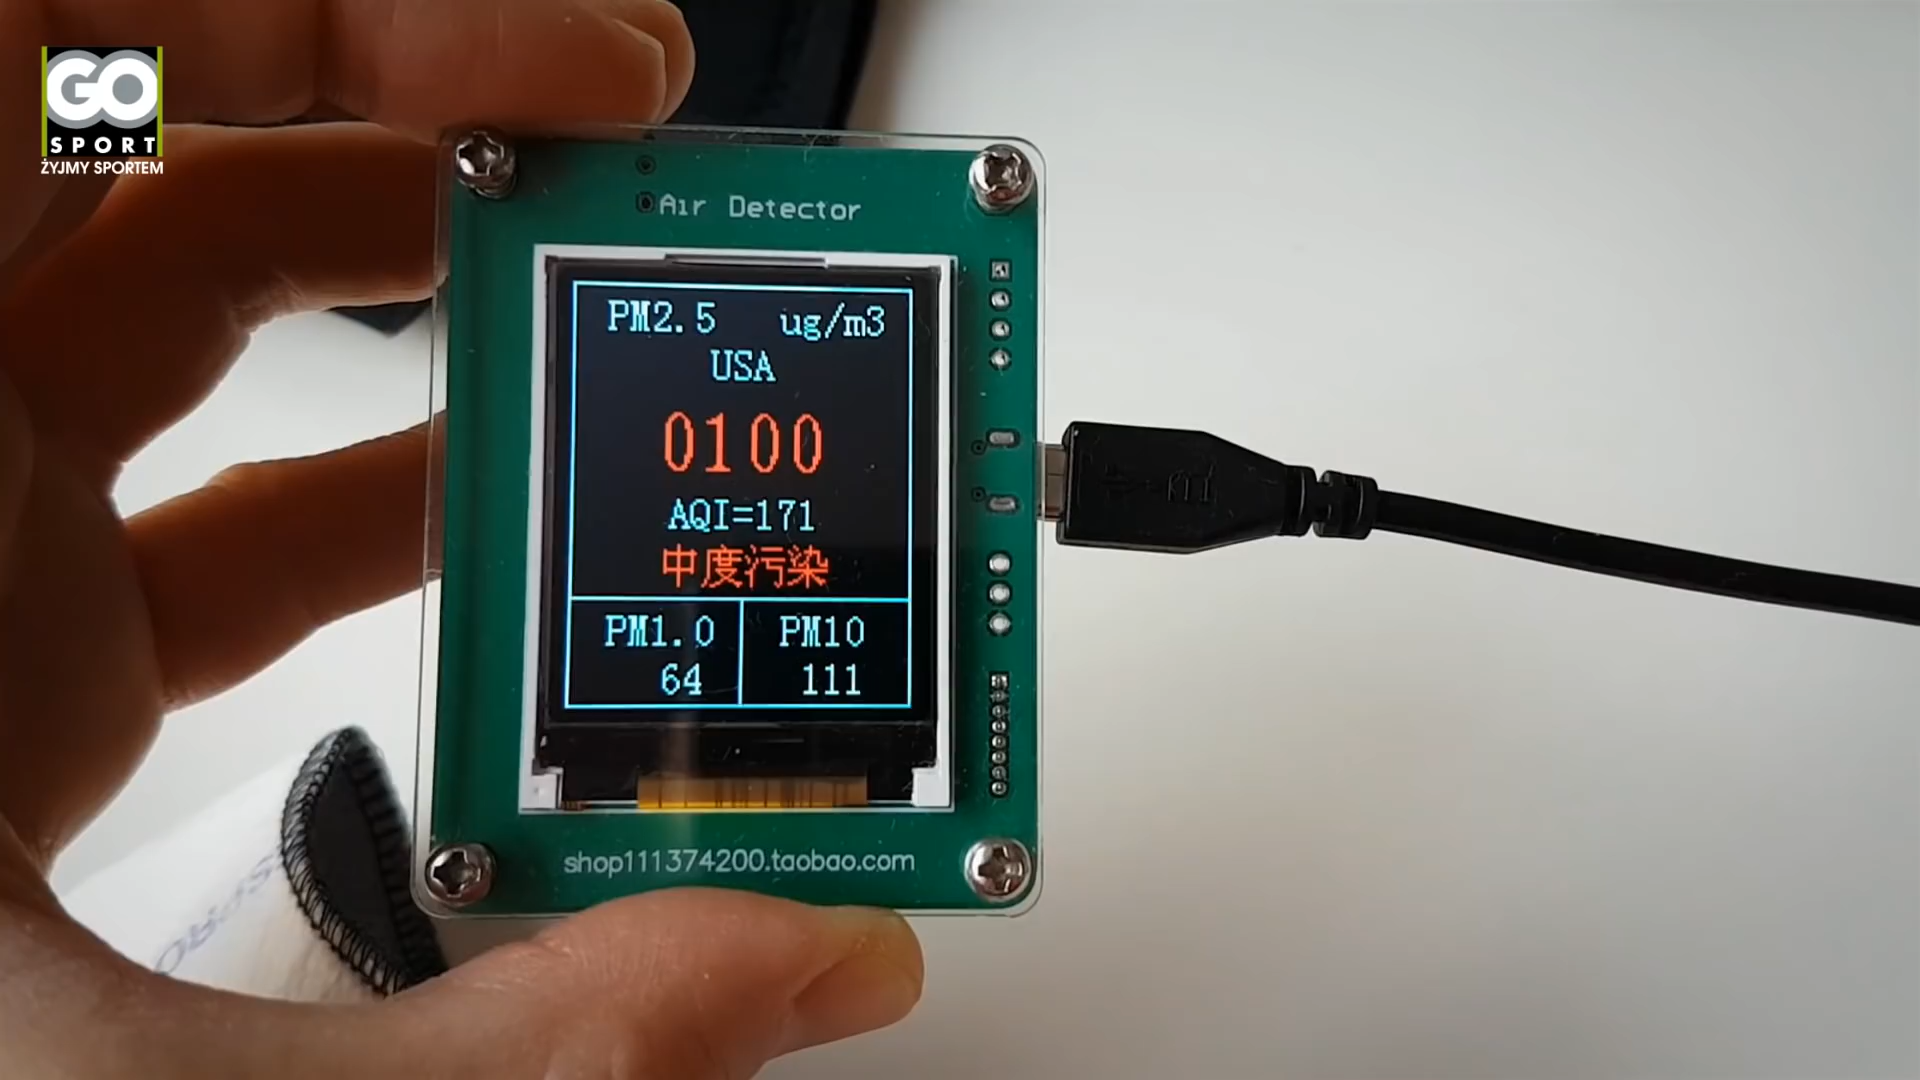 GO
SPORT
ŻYJMY SPORTEM
Air Detector
PM2.5 ug/m3
USA
0100
AQI=171
中度污染
PM1.0 PM10
64 111
shop111374200.taobao.com